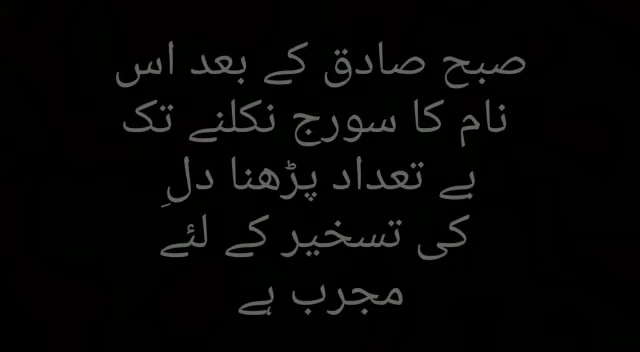 صبح صادق کے بعد اس
نام کا سورج نکلنے تک
بے تعداد پڑھنا دلِ
کی تسخیر کے لئے
مجرب ہے